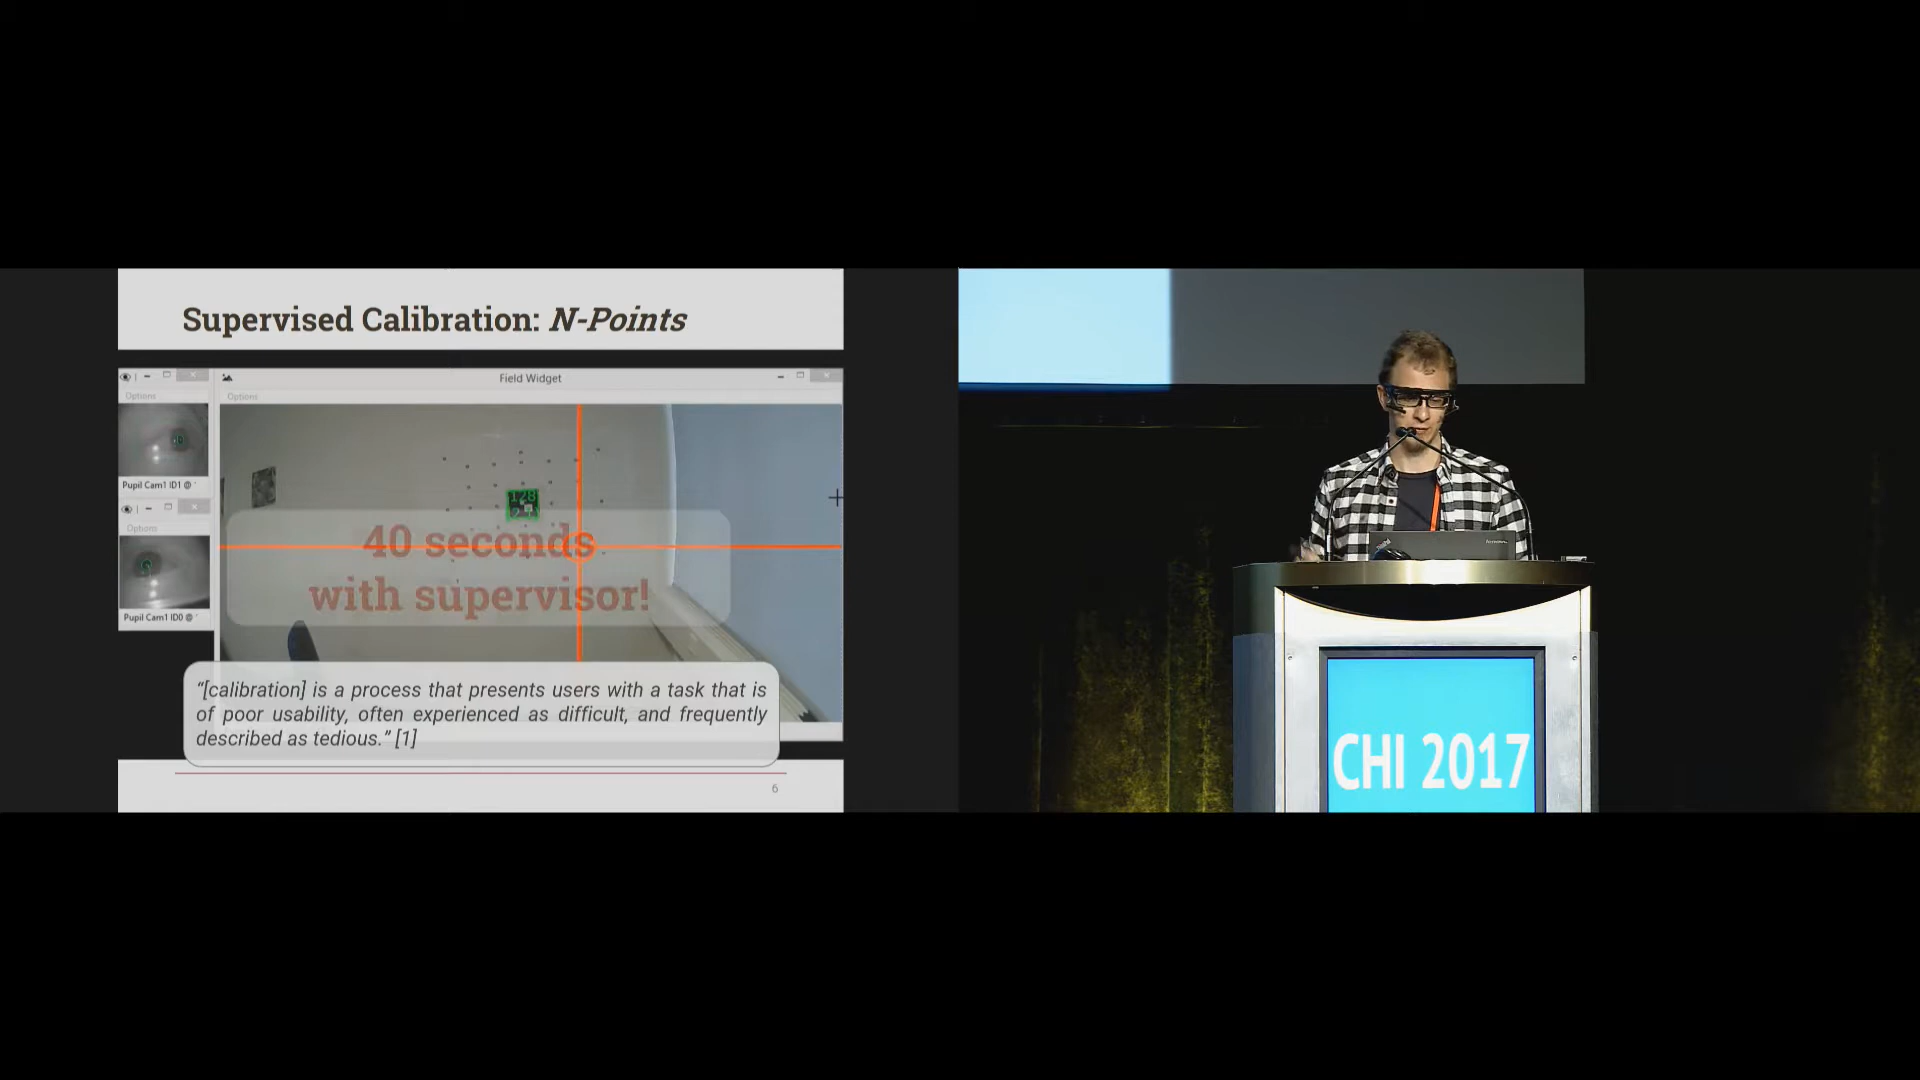 Supervised Calibration: N-Points
Field Widget
Options
Options
Pupil Cam1 ID1 @
Options
Pupil Cam1 ID0 @
128
40 seconds
with supervisor!
“[calibration] is a process that presents users with a task that is
of poor usability, often experienced as difficult, and frequently
described as tedious.” [1]
6
CHI 2017